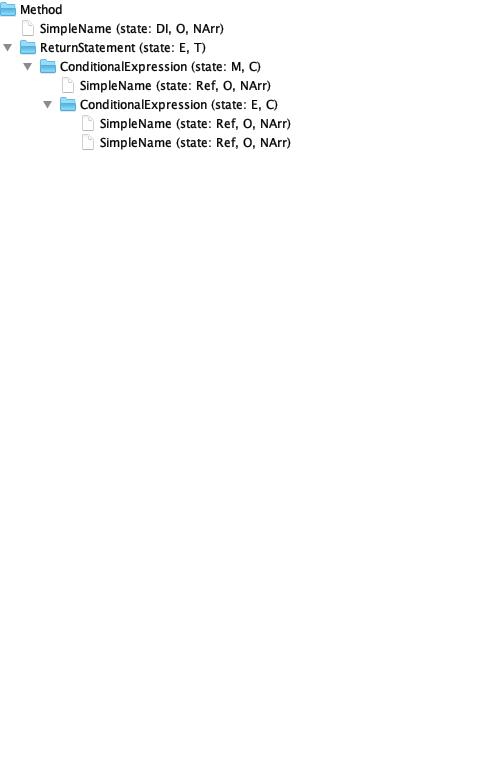 Method
SimpleName (state: DI, O, NArr)
ReturnStatement (state: E, T)
ConditionalExpression (state: M, C)
SimpleName (state: Ref, O, NArr)
ConditionalExpression (state: E, C)
SimpleName (state: Ref, O, NArr)
SimpleName (state: Ref, O, NArr)